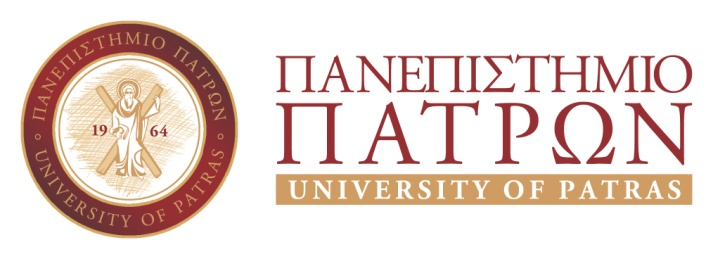 ΠΑΝΕΠΙΣΤΗΜΙΟ ΠΑΤΡΩΝ
19 64
UNIVERSITY OF PATRAS
ΠΑΝΕΠΙΣΤΗΜΙΟ
ΠΑΤΡΩΝ
UNIVERSITY OF PATRAS